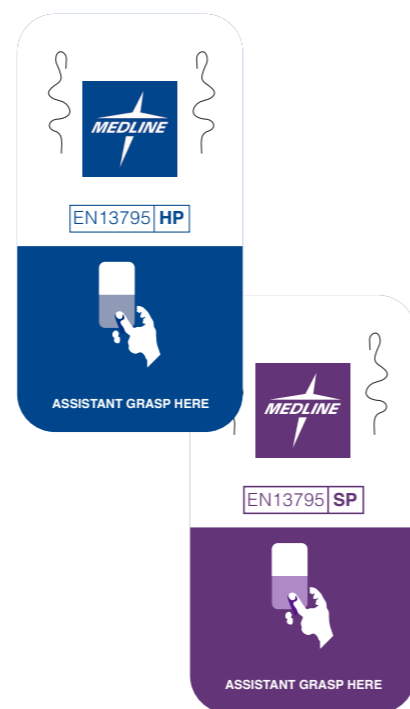 MEDLINE
EN13795 HP
ASSISTANT GRASP HERE
MEDLINE
EN13795 SP
ASSISTANT GRASP HERE